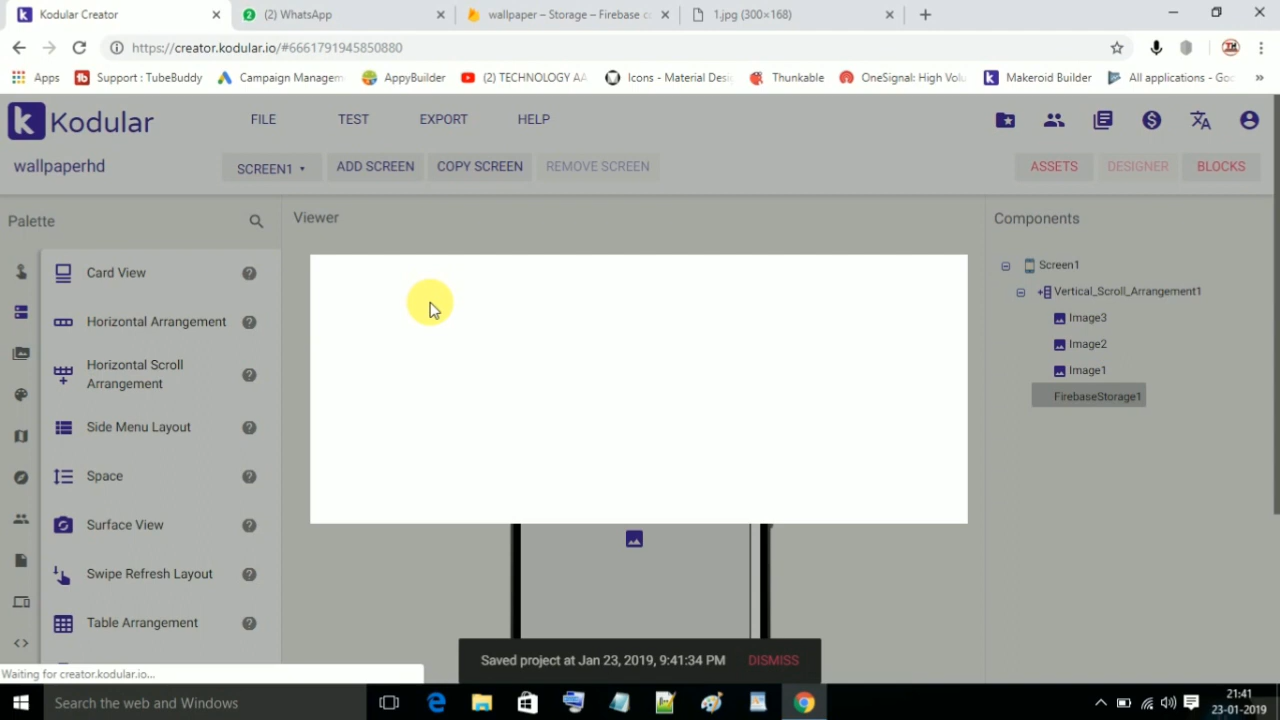 Kodular Creator
(2) WhatsApp
wallpaper – Storage – Firebase co
1.jpg (300×168)
https://creator.kodular.io/#6661791945850880
Apps
Support : TubeBuddy
Campaign Managem
AppyBuilder
(2) TECHNOLOGY AA
Icons - Material Desi
Thunkable
OneSignal: High Volu
Makeroid Builder
All applications - Goo
»
Kodular
FILE
TEST
EXPORT
HELP
wallpaperhd
SCREEN1
ADD SCREEN
COPY SCREEN
REMOVE SCREEN
ASSETS
DESIGNER
BLOCKS
Palette
Viewer
Components
Card View
Horizontal Arrangement
Horizontal Scroll
Arrangement
Side Menu Layout
Space
Surface View
Swipe Refresh Layout
Table Arrangement
Screen1
Vertical_Scroll_Arrangement1
Image3
Image2
Image1
FirebaseStorage1
Saved project at Jan 23, 2019, 9:41:34 PM
DISMISS
Waiting for creator.kodular.io...
Search the web and Windows
21:41
23-01-2019